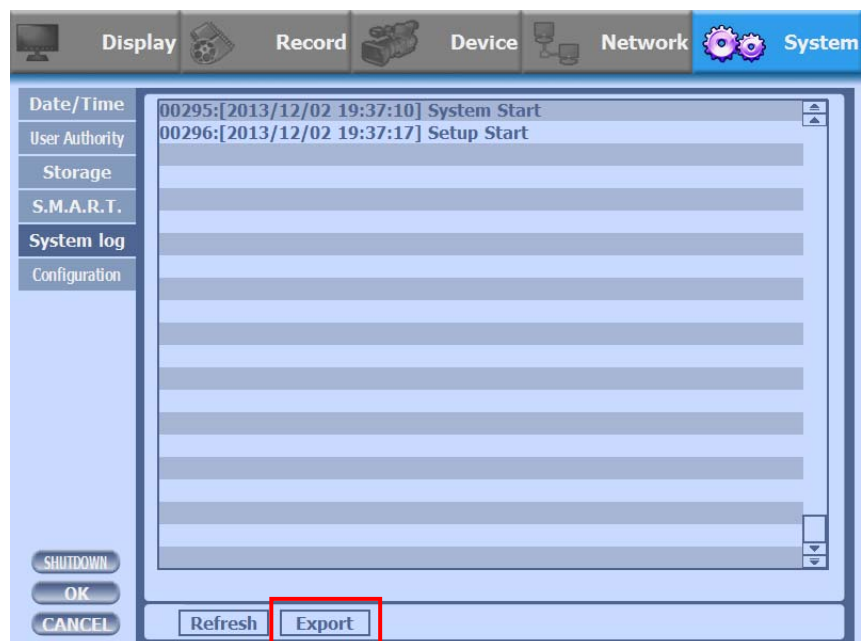 Display Record Device Network System
Date/Time
User Authority
Storage
S.M.A.R.T.
System log
Configuration
00295:[2013/12/02 19:37:10] System Start
00296:[2013/12/02 19:37:17] Setup Start
SHUTDOWN
OK
CANCEL
Refresh Export